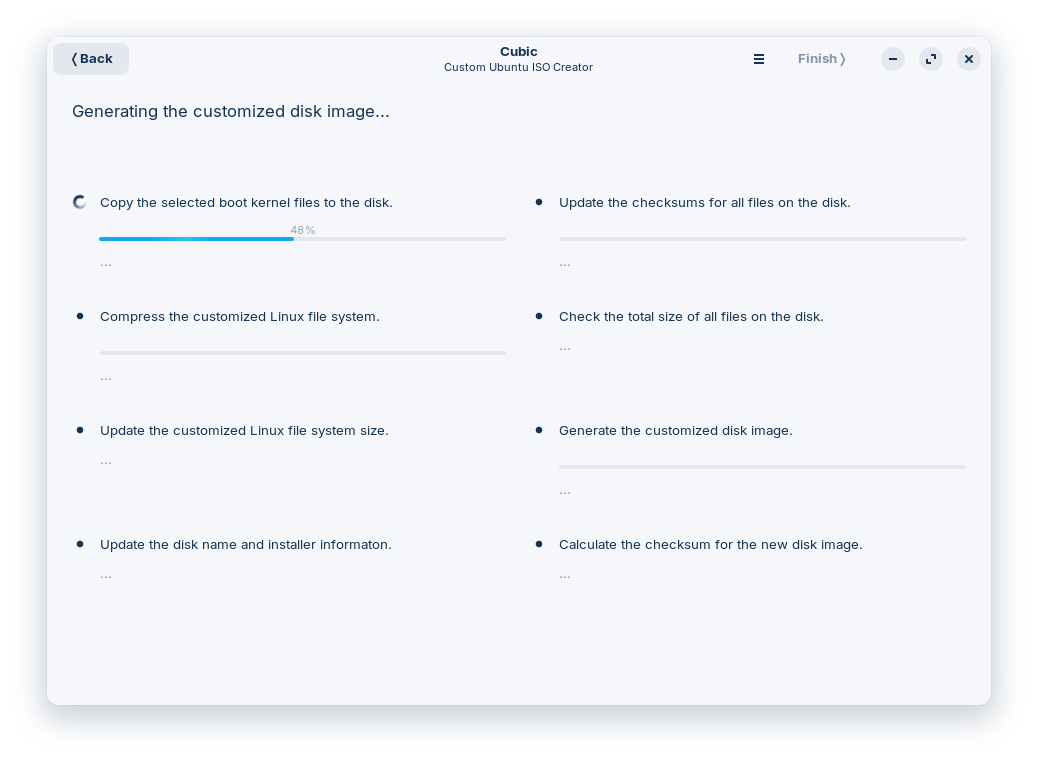 ❬Back
Cubic
Custom Ubuntu ISO Creator
Finish❭
Generating the customized disk image...
Copy the selected boot kernel files to the disk.
48%
...
Compress the customized Linux file system.
...
Update the customized Linux file system size.
...
Update the disk name and installer informaton.
...
Update the checksums for all files on the disk.
...
Check the total size of all files on the disk.
...
Generate the customized disk image.
...
Calculate the checksum for the new disk image.
...